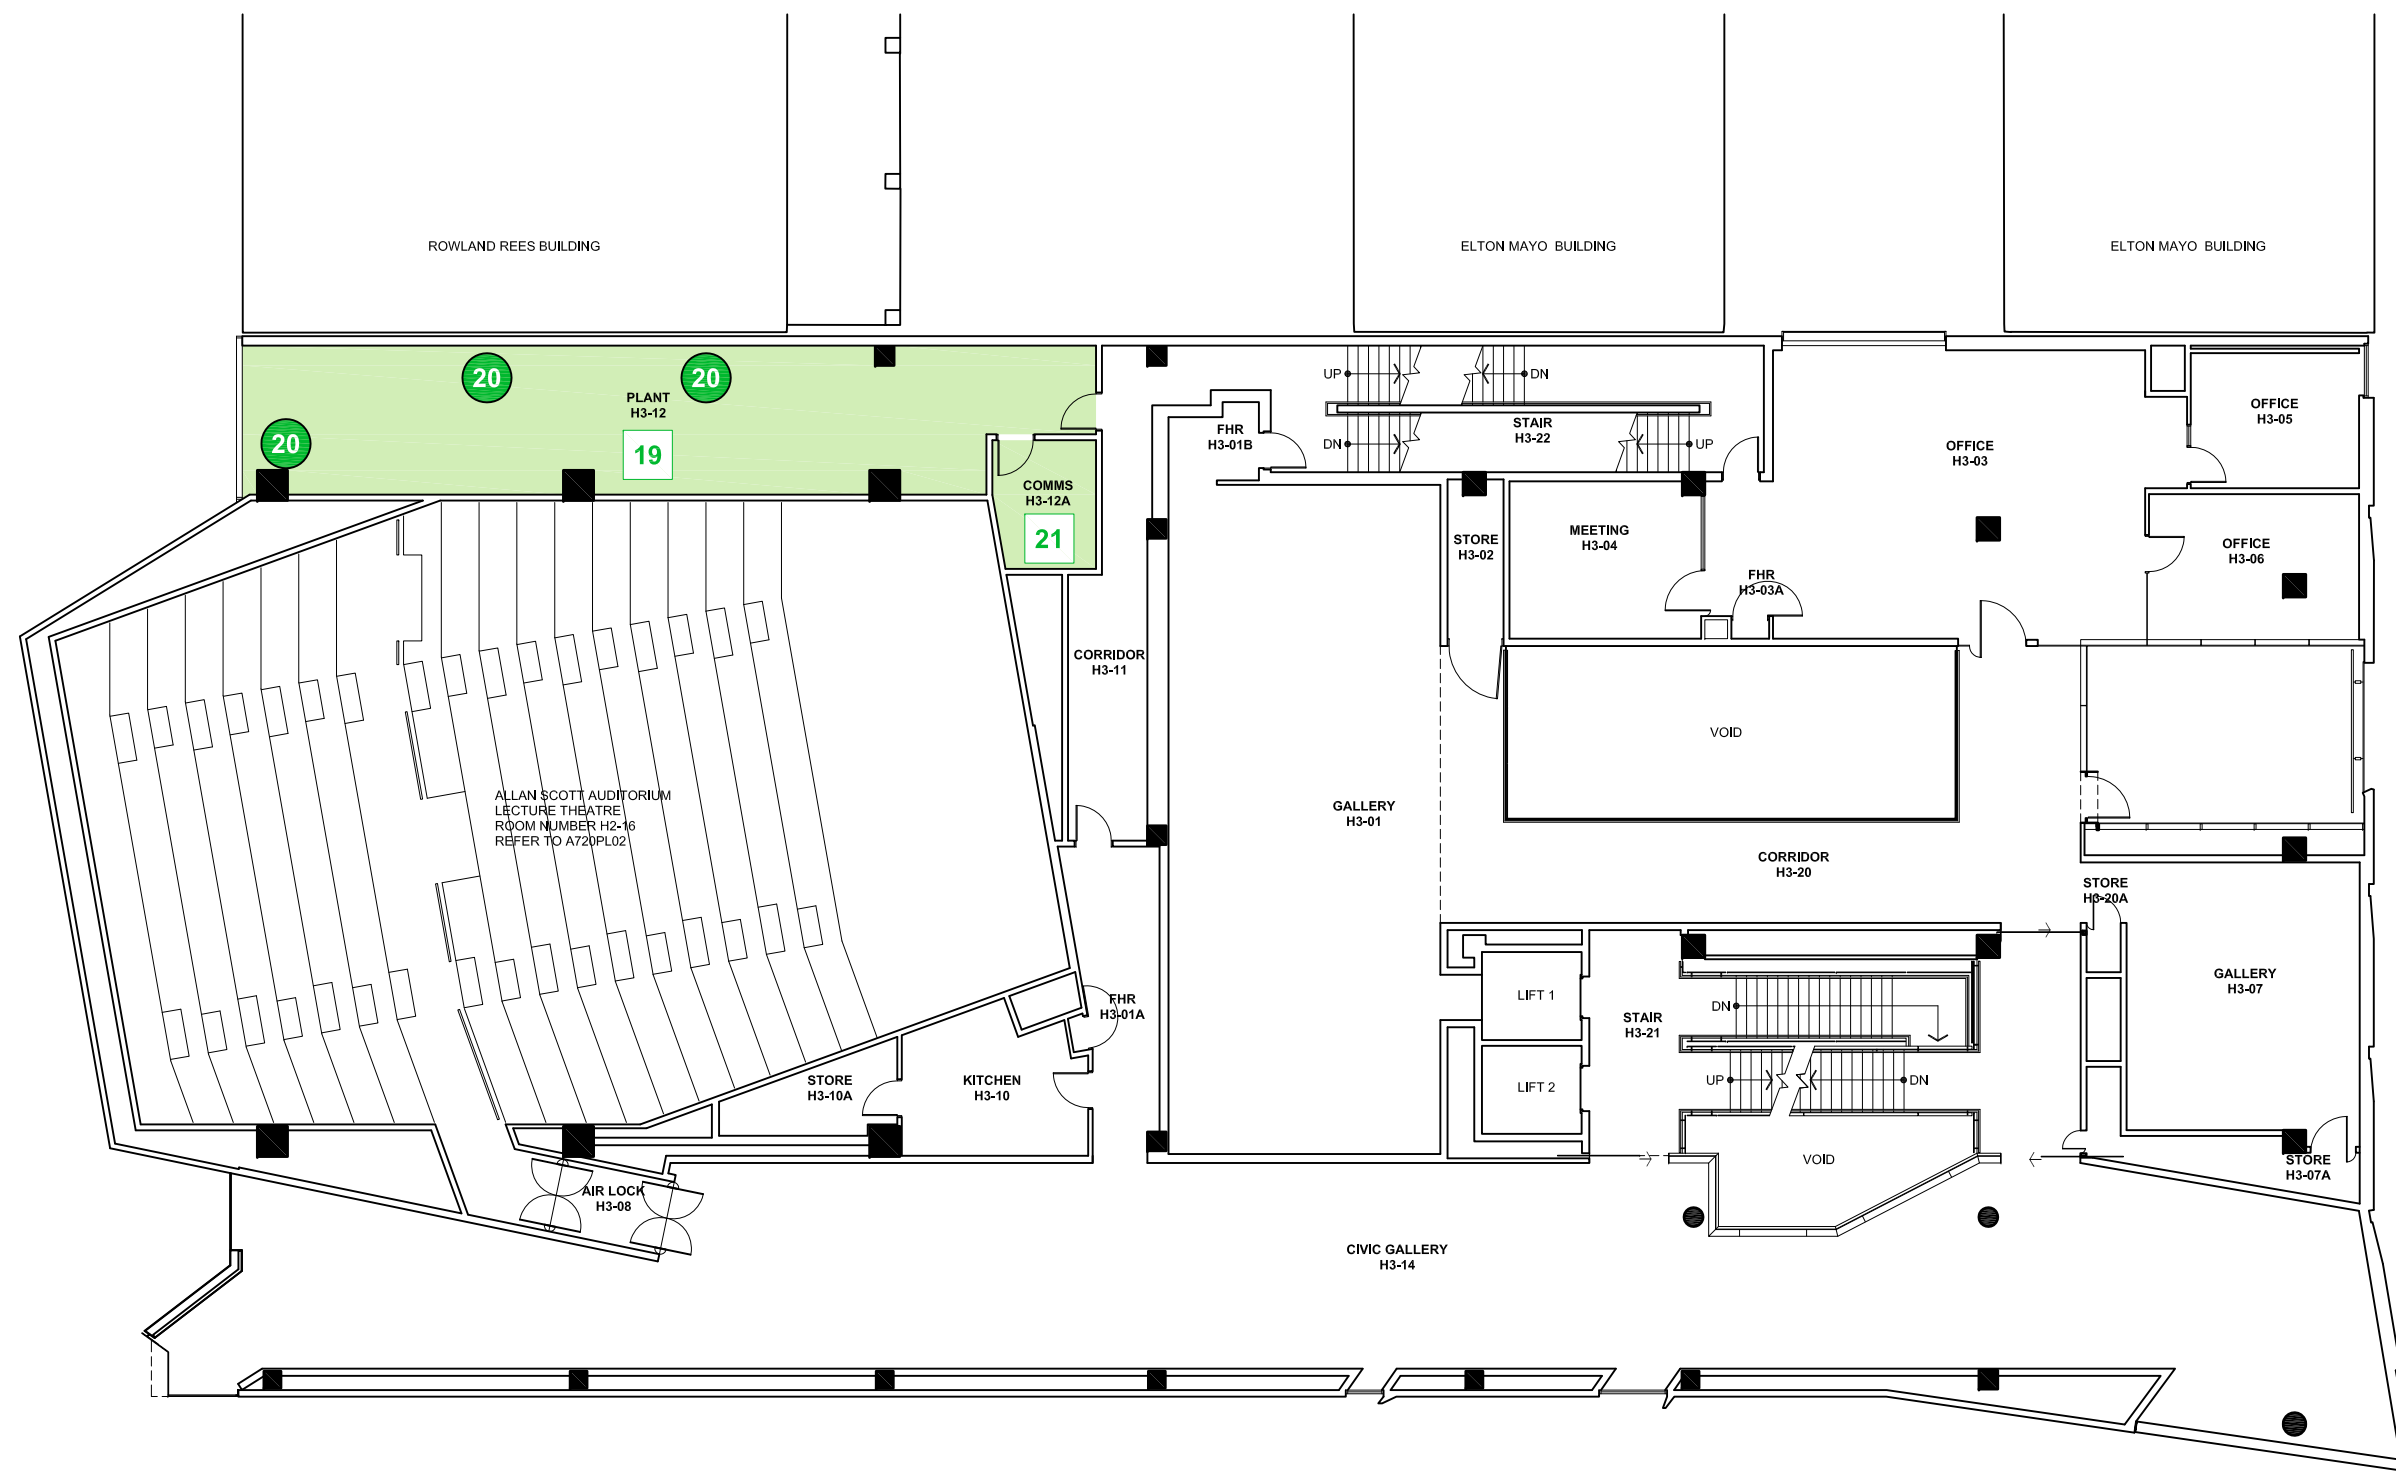 ROWLAND REES BUILDING
ELTON MAYO BUILDING
ELTON MAYO BUILDING
20
20
20
PLANT
H3-12
19
COMMS
H3-12A
21
UP
DN
DN
UP
STAIR
H3-22
FHR
H3-01B
OFFICE
H3-03
OFFICE
H3-05
OFFICE
H3-06
STORE
H3-02
MEETING
H3-04
FHR
H3-03A
CORRIDOR
H3-11
VOID
ALLAN SCOTT AUDITORIUM
LECTURE THEATRE
ROOM NUMBER H2-16
REFER TO A720PL02
GALLERY
H3-01
CORRIDOR
H3-20
STORE
H3-20A
GALLERY
H3-07
LIFT 1
LIFT 2
STAIR
H3-21
DN
UP
DN
VOID
FHR
H3-01A
STORE
H3-10A
KITCHEN
H3-10
STORE
H3-07A
AIR LOCK
H3-08
CIVIC GALLERY
H3-14